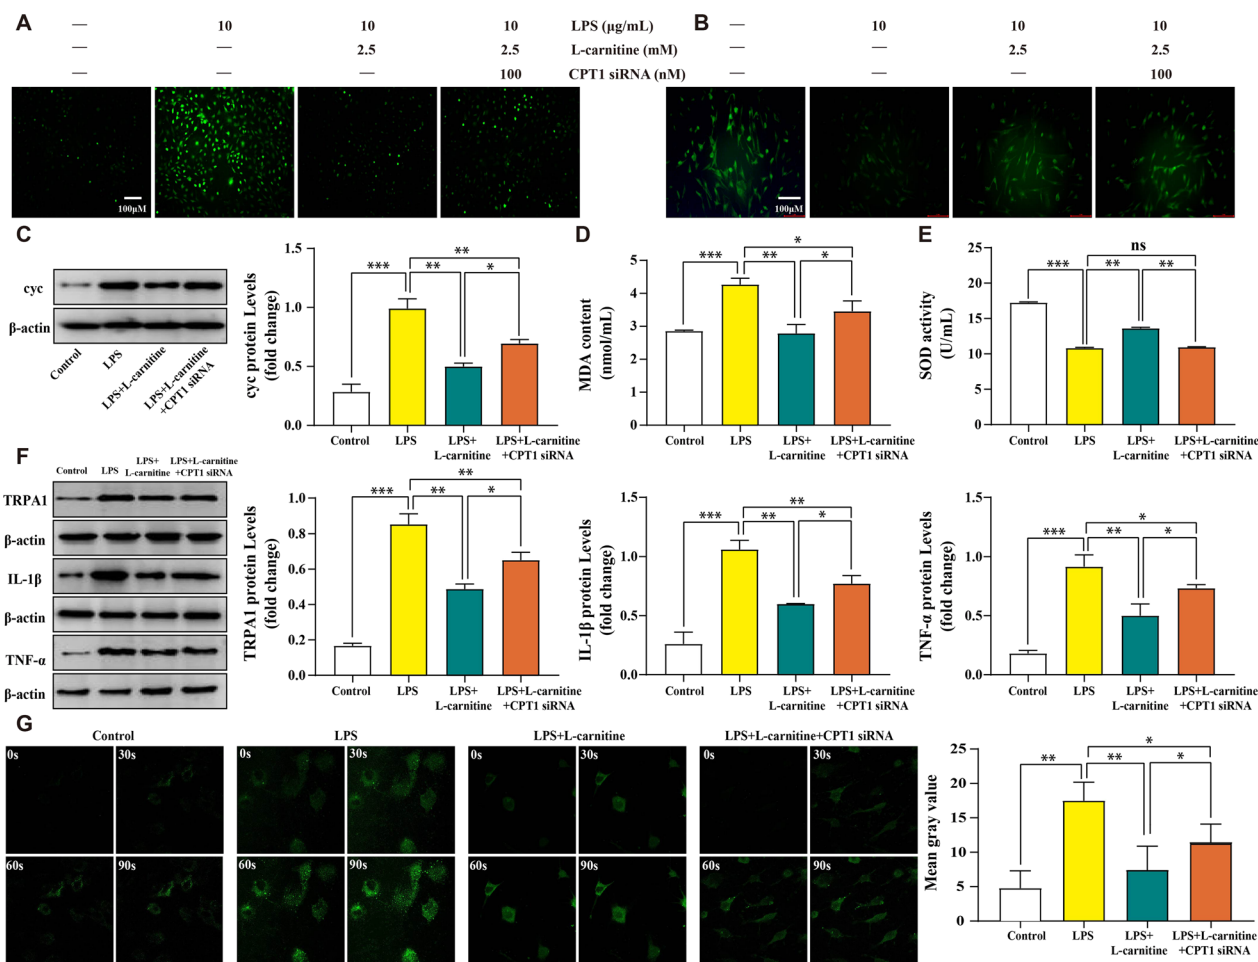 A
— 10 10 10 LPS (μg/mL) — 10 10 10
— — 2.5 2.5 L-carnitine (mM) — — 2.5 2.5
— — — 100 CPT1 siRNA (nM) — — — 100
B
100μM
100μM
C
cyc
β-actin
Control
LPS
LPS+L-carnitine
LPS+L-carnitine
+CPT1 siRNA
cyc protein Levels
(fold change)
1.5
1.0
0.5
0.0
***
**
**
*
Control
LPS
LPS+
L-carnitine
LPS+L-carnitine
+CPT1 siRNA
D
MDA content
(nmol/mL)
5
4
3
2
1
0
***
**
*
*
Control
LPS
LPS+
L-carnitine
LPS+L-carnitine
+CPT1 siRNA
E
SOD activity
(U/mL)
25
20
15
10
5
0
***
**
ns
**
Control
LPS
LPS+
L-carnitine
LPS+L-carnitine
+CPT1 siRNA
F
Control
LPS
LPS+
L-carnitine
LPS+L-carnitine
+CPT1 siRNA
TRPA1
β-actin
IL-1β
β-actin
TNF-α
β-actin
TRPA1 protein Levels
(fold change)
0.8
0.6
0.4
0.2
0.0
1.0
***
**
**
*
Control
LPS
LPS+
L-carnitine
LPS+L-carnitine
+CPT1 siRNA
IL-1β protein Levels
(fold change)
1.5
1.0
0.5
0.0
***
**
**
*
Control
LPS
LPS+
L-carnitine
LPS+L-carnitine
+CPT1 siRNA
TNF-α protein Levels
(fold change)
1.5
1.0
0.5
0.0
***
**
*
*
Control
LPS
LPS+
L-carnitine
LPS+L-carnitine
+CPT1 siRNA
G
Control
0s
30s
60s
90s
LPS
0s
30s
60s
90s
LPS+L-carnitine
0s
30s
60s
90s
LPS+L-carnitine+CPT1 siRNA
0s
30s
60s
90s
Mean gray value
25
20
15
10
5
0
**
**
*
*
Control
LPS
LPS+
L-carnitine
LPS+L-carnitine
+CPT1 siRNA